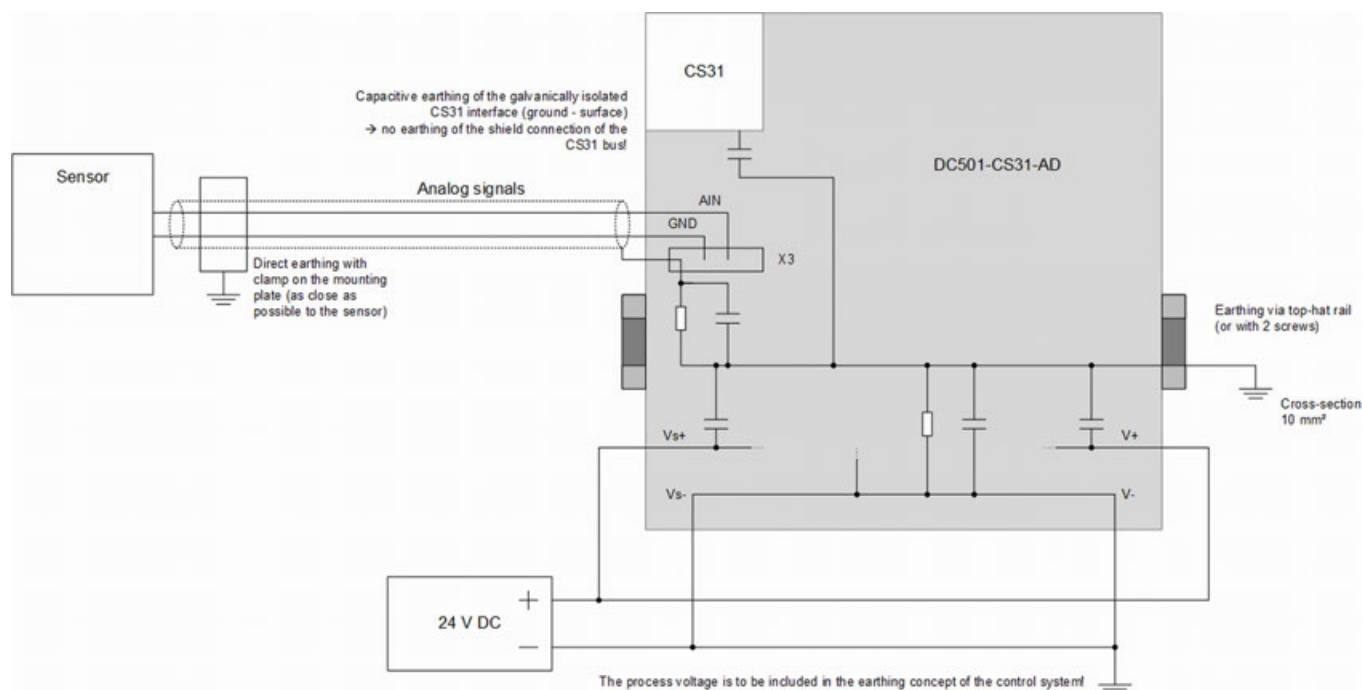 CS31
Capacitive earthing of the galvanically isolated
CS31 interface (ground - surface)
→ no earthing of the shield connection of the
CS31 bus!
DC501-CS31-AD
Sensor
Analog signals
AIN
GND
X3
Direct earthing with
clamp on the mounting
plate (as close as
possible to the sensor)
Earthing via top-hat rail
(or with 2 screws)
Cross-section
10 mm²
Vs+
V+
Vs-
V-
24 V DC
+
−
The process voltage is to be included in the earthing concept of the control system!